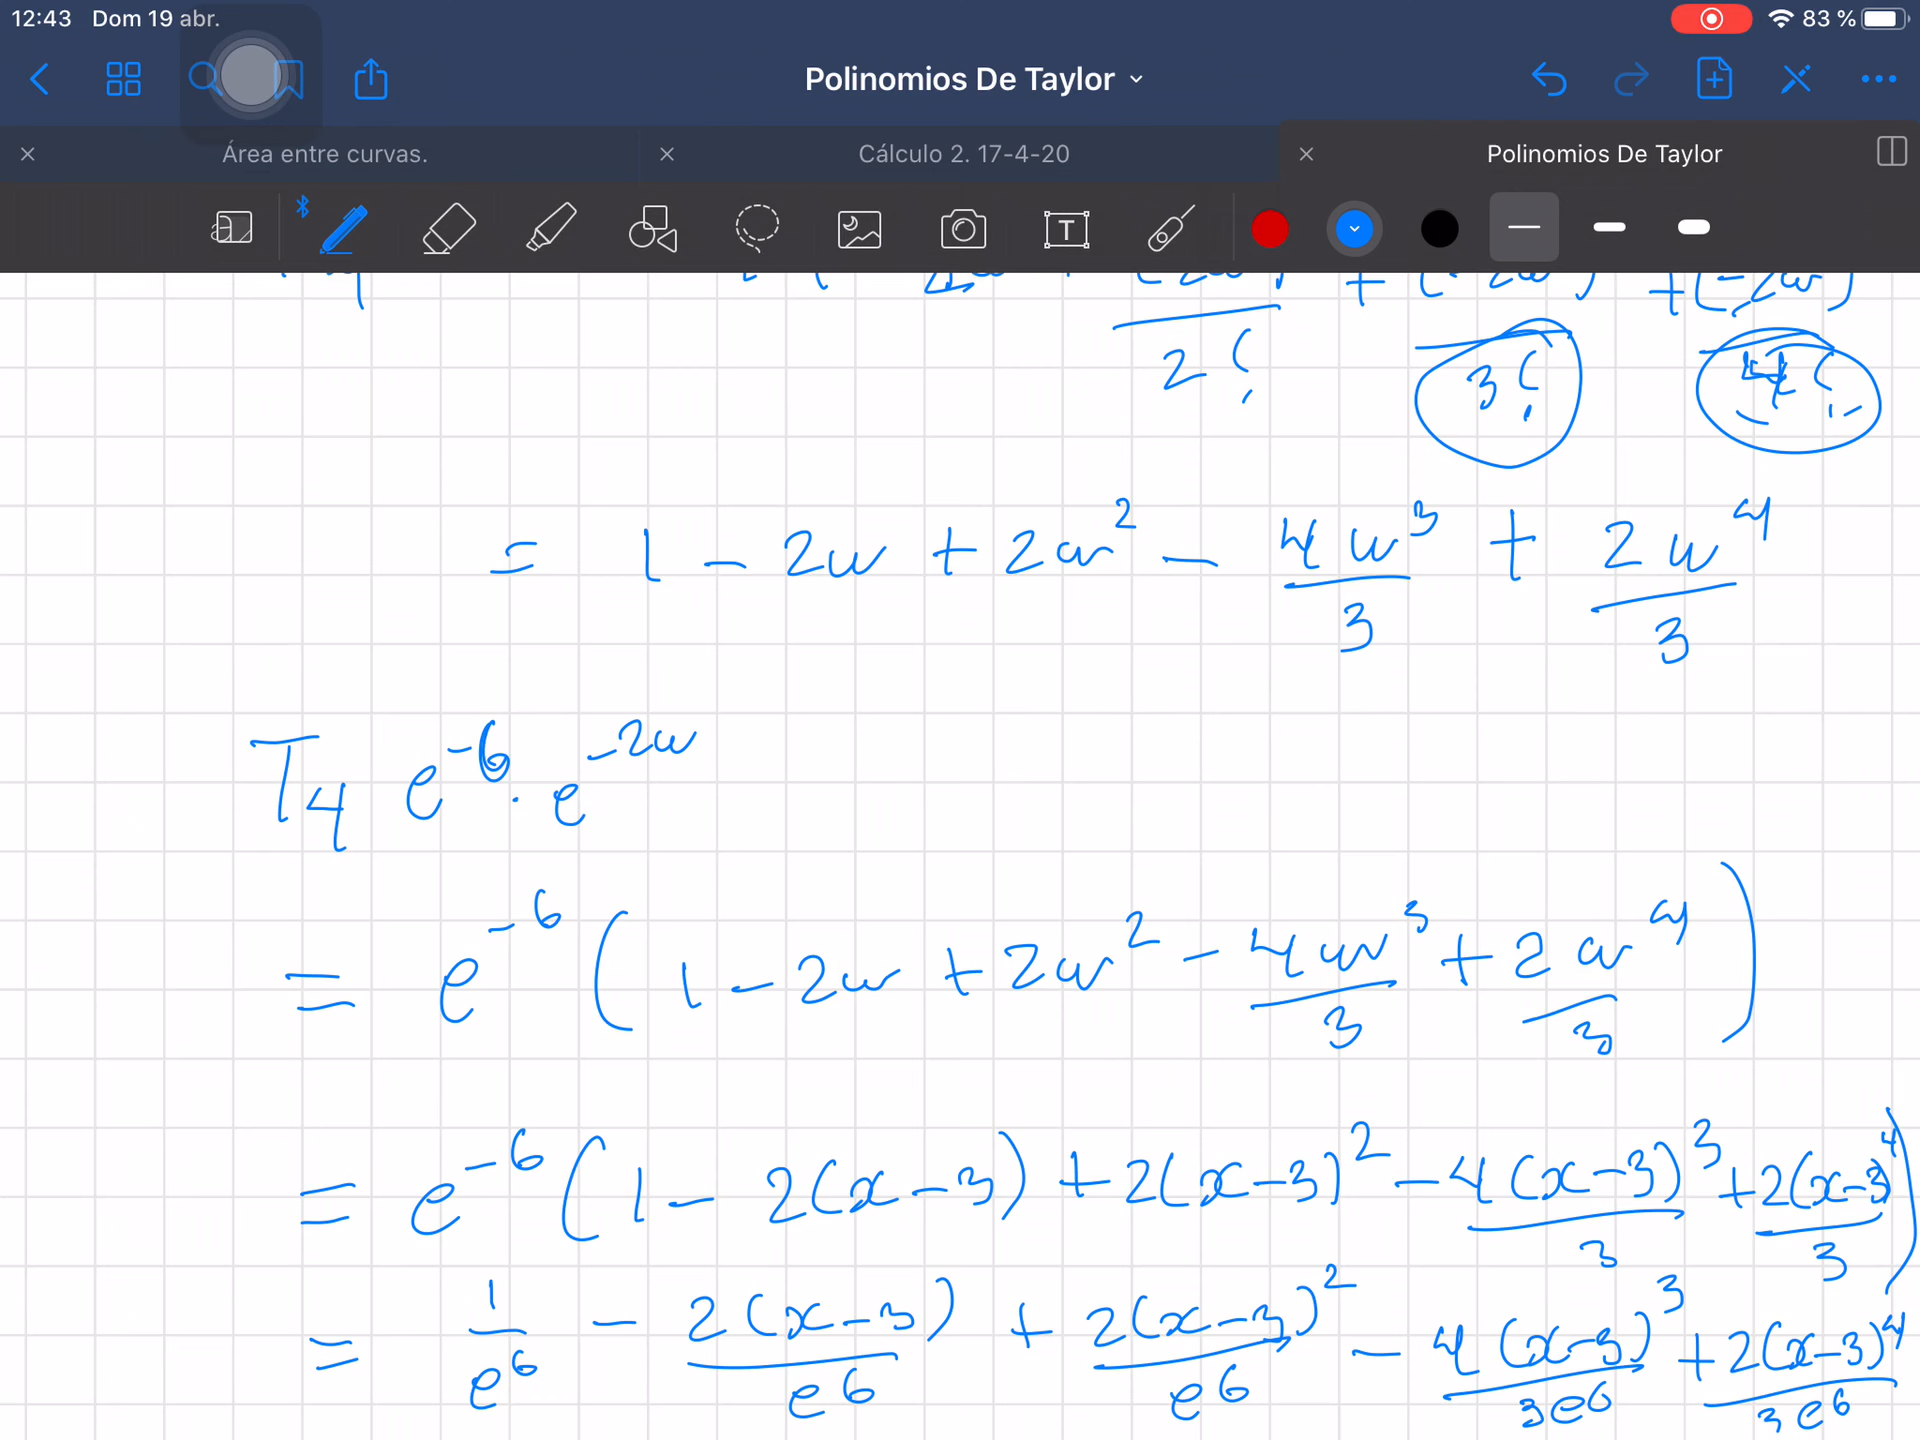 12:43 Dom 19 abr. 83 %
Polinomios De Taylor
Área entre curvas. Cálculo 2. 17-4-20 Polinomios De Taylor
T
2! 3! 4!
= 1 - 2w + 2w² - 4w³/3 + 2w⁴/3
T₄ e⁻⁶ · e⁻²ʷ
= e⁻⁶ (1 - 2w + 2w² - 4w³/3 + 2w⁴/3)
= e⁻⁶ (1 - 2(x-3) + 2(x-3)² - 4(x-3)³/3 + 2(x-3)⁴/3)
= 1/e⁶ - 2(x-3)/e⁶ + 2(x-3)²/e⁶ - 4(x-3)³/3e⁶ + 2(x-3)⁴/3e⁶